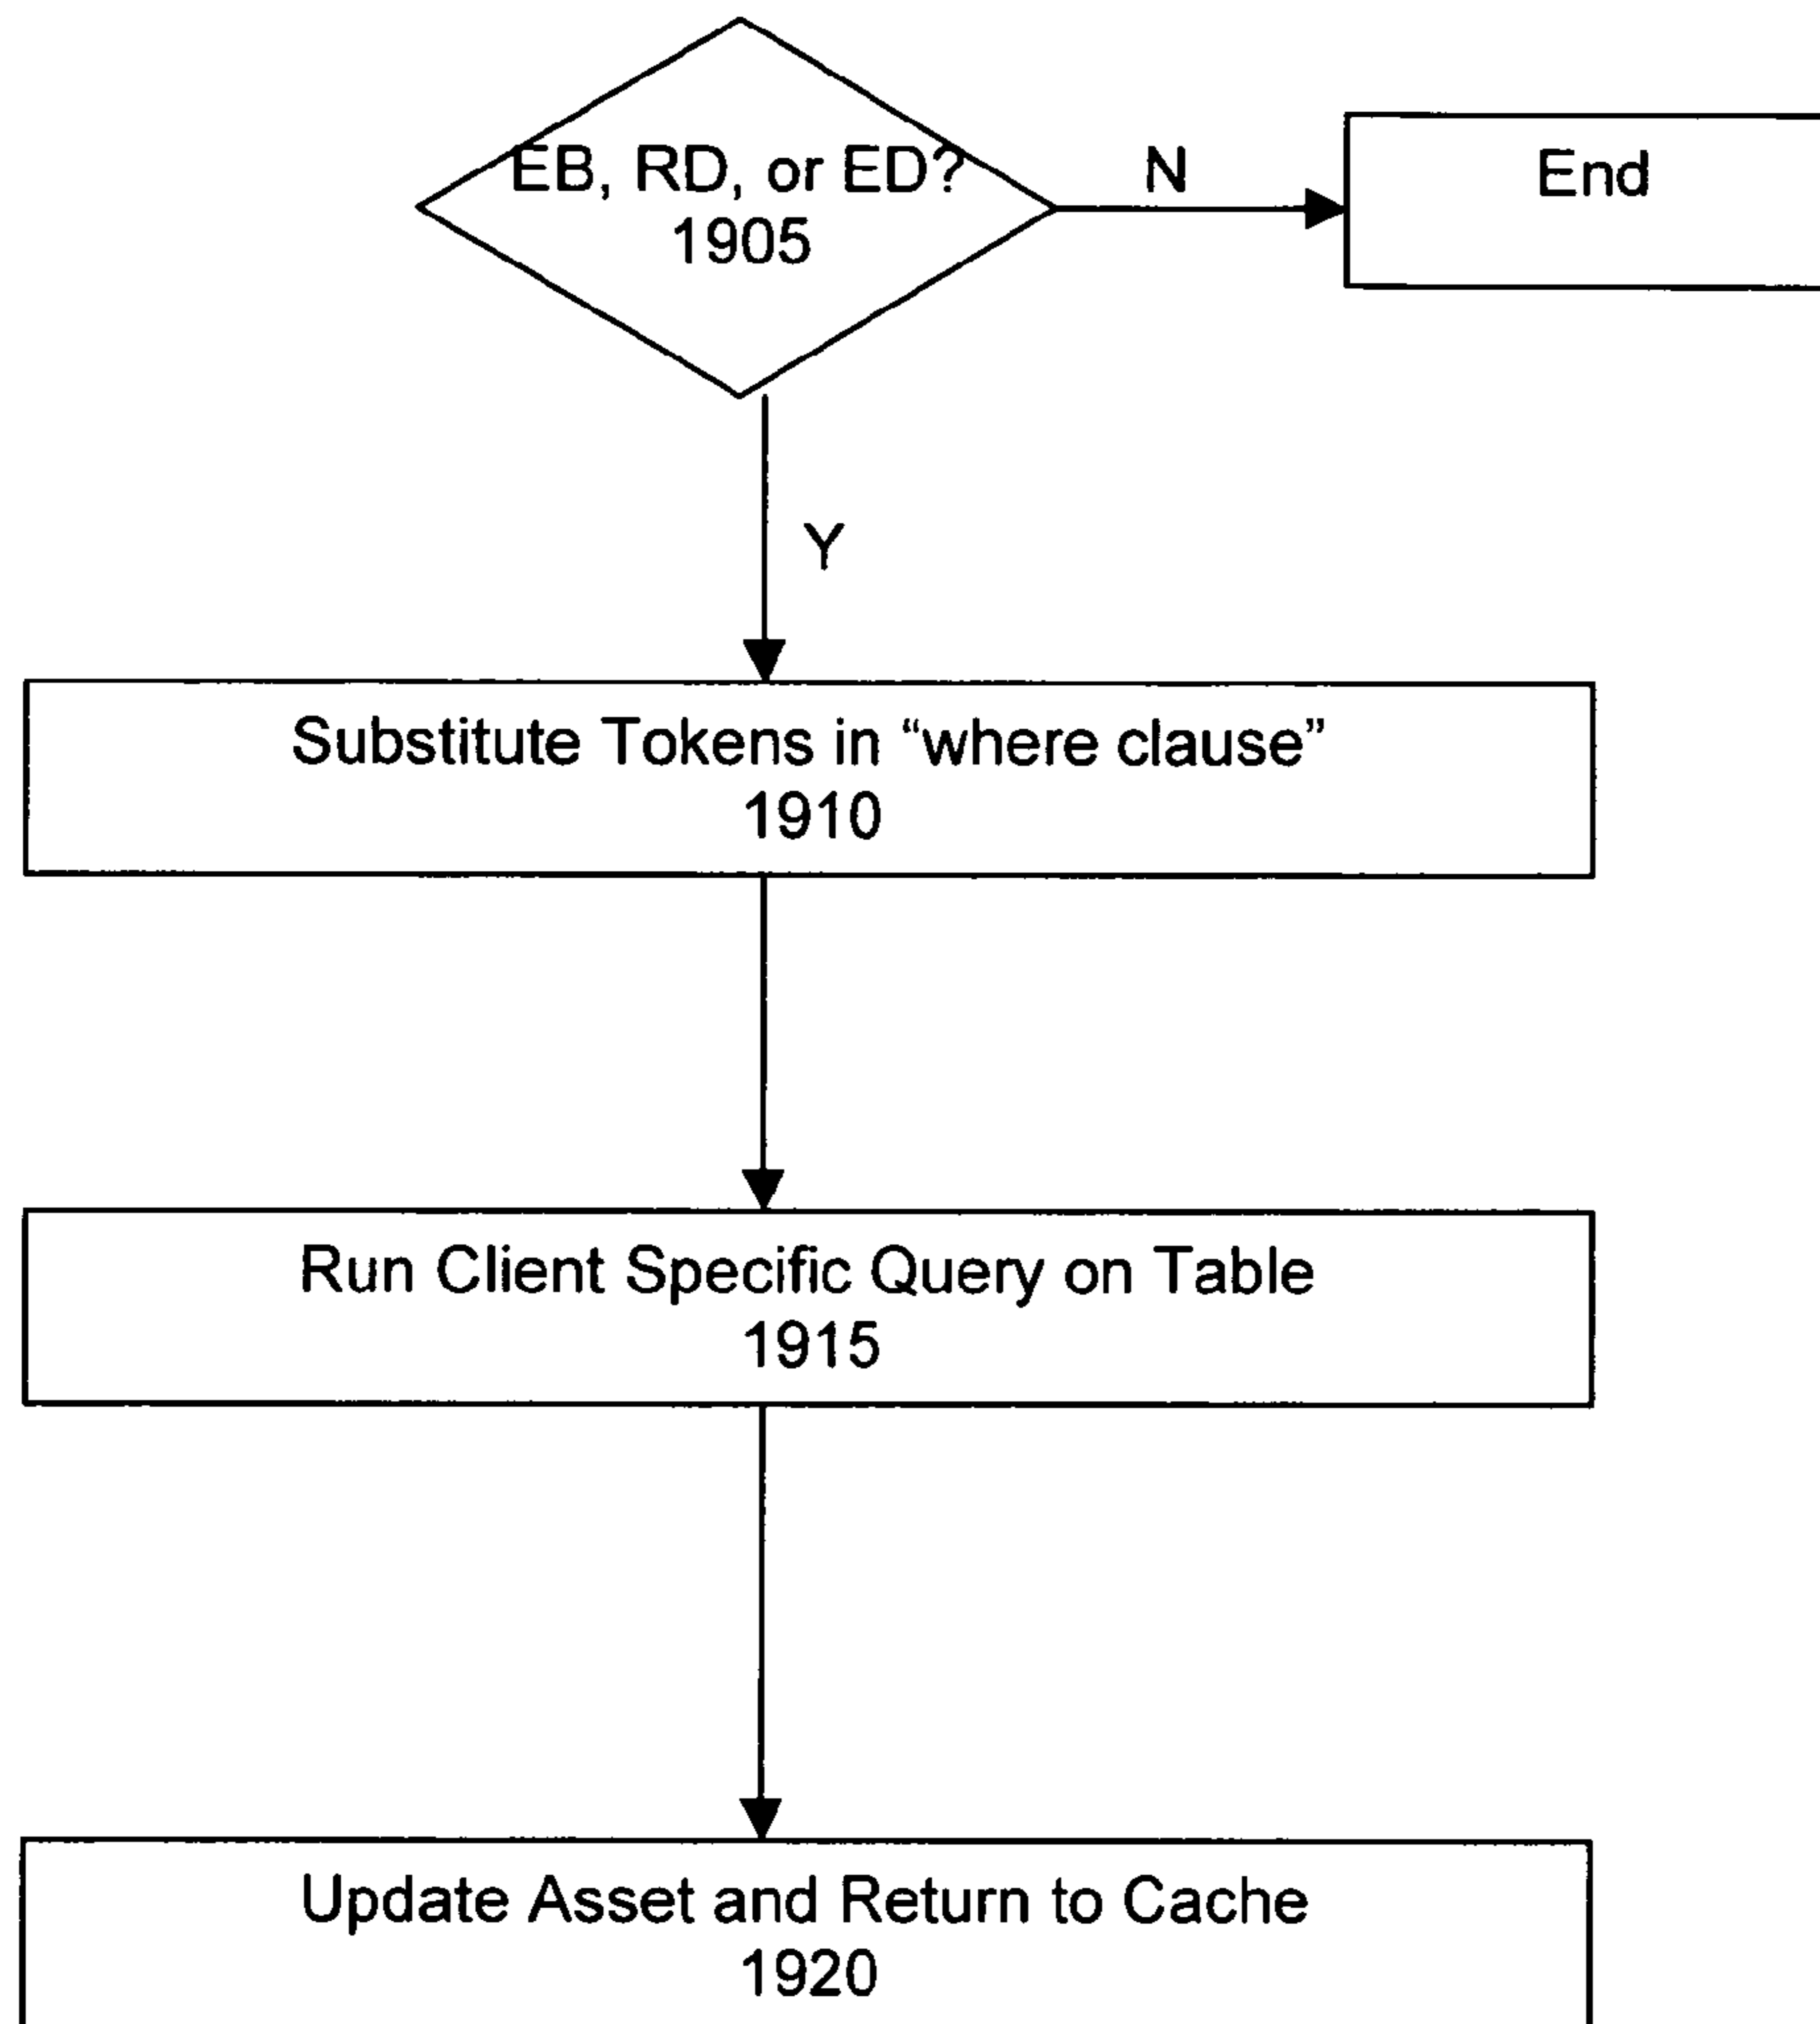 EB, RD, or ED?
1905
N
End
Y
Substitute Tokens in “where clause”
1910
Run Client Specific Query on Table
1915
Update Asset and Return to Cache
1920